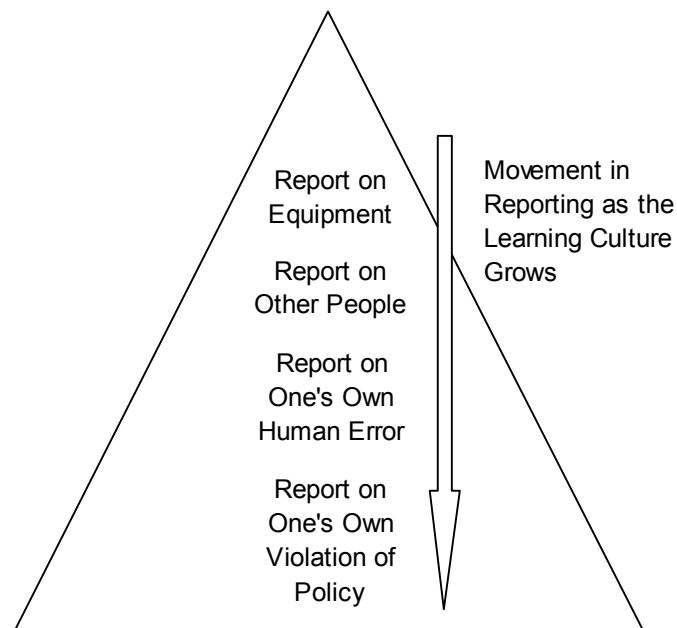 Report on
Equipment
Report on
Other People
Report on
One's Own
Human Error
Report on
One's Own
Violation of
Policy
Movement in
Reporting as the
Learning Culture
Grows